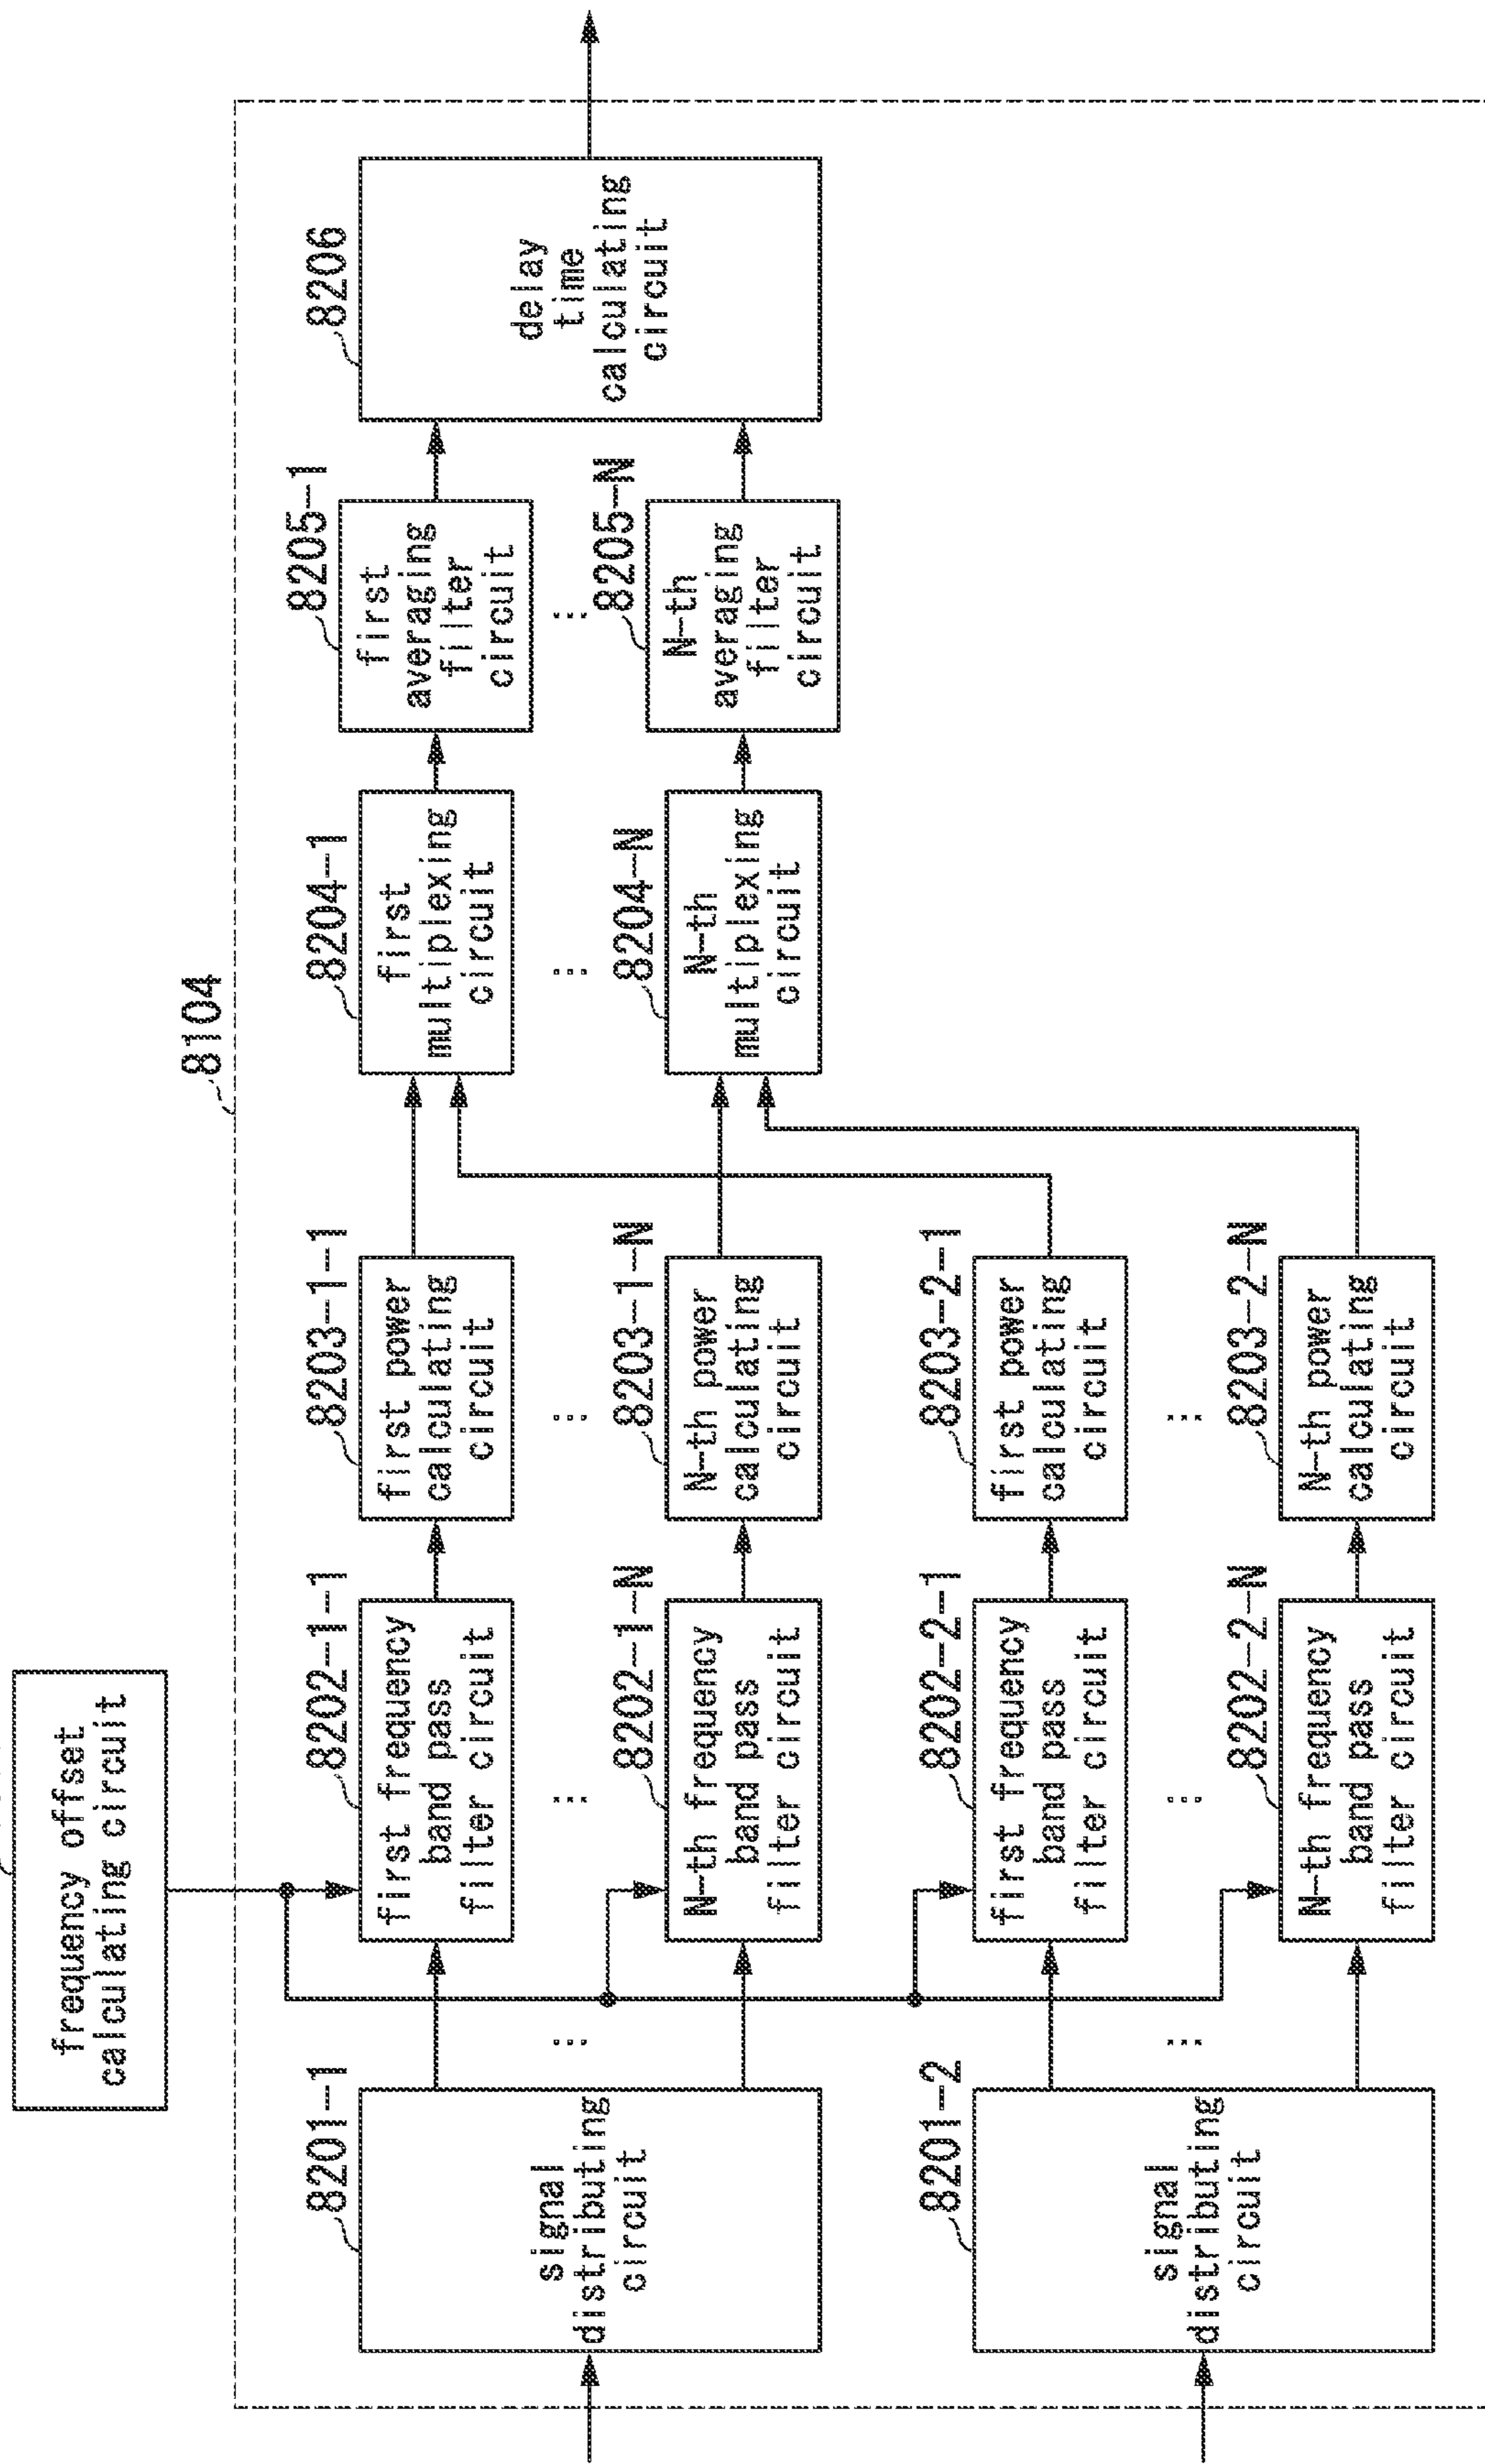 frequency offset
calculating circuit
8104
8201-1
signal
distributing
circuit
8202-1-1
first frequency
band pass
filter circuit
8203-1-1
first power
calculating
circuit
8204-1
first
multiplexing
circuit
8205-1
first
averaging
filter
circuit
8206
delay
time
calculating
circuit
...
...
...
...
...
8202-1-N
N-th frequency
band pass
filter circuit
8203-1-N
N-th power
calculating
circuit
8204-N
N-th
multiplexing
circuit
8205-N
N-th
averaging
filter
circuit
8201-2
signal
distributing
circuit
8202-2-1
first frequency
band pass
filter circuit
8203-2-1
first power
calculating
circuit
...
...
...
8202-2-N
N-th frequency
band pass
filter circuit
8203-2-N
N-th power
calculating
circuit